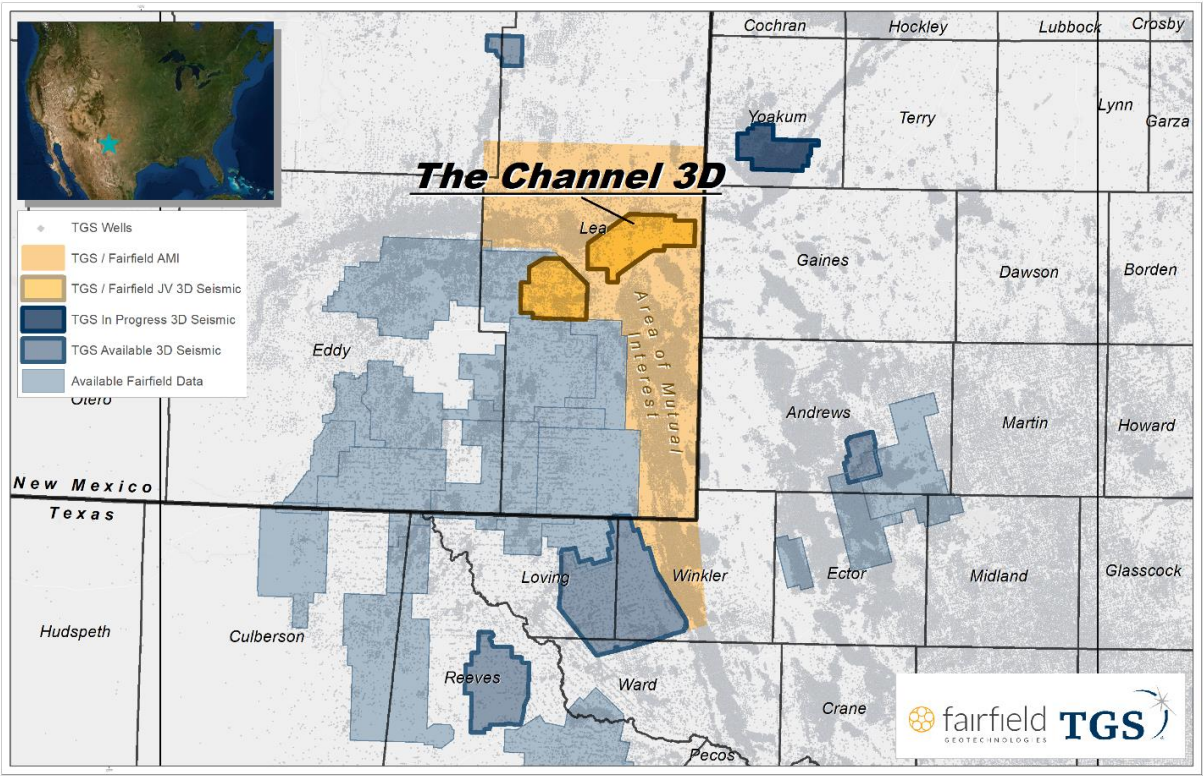 Cochran
Hockley
Lubbock
Crosby
Yoakum
Terry
Lynn
Garza
The Channel 3D
Lea
TGS Wells
TGS / Fairfield AMI
TGS / Fairfield JV 3D Seismic
TGS In Progress 3D Seismic
TGS Available 3D Seismic
Available Fairfield Data
Gaines
Dawson
Borden
Area of Mutual
Interest
Eddy
Otero
Andrews
Martin
Howard
New Mexico
Texas
Loving
Winkler
Ector
Midland
Glasscock
Hudspeth
Culberson
Reeves
Ward
Crane
Pecos
fairfield
GEOTECHNOLOGIES
TGS